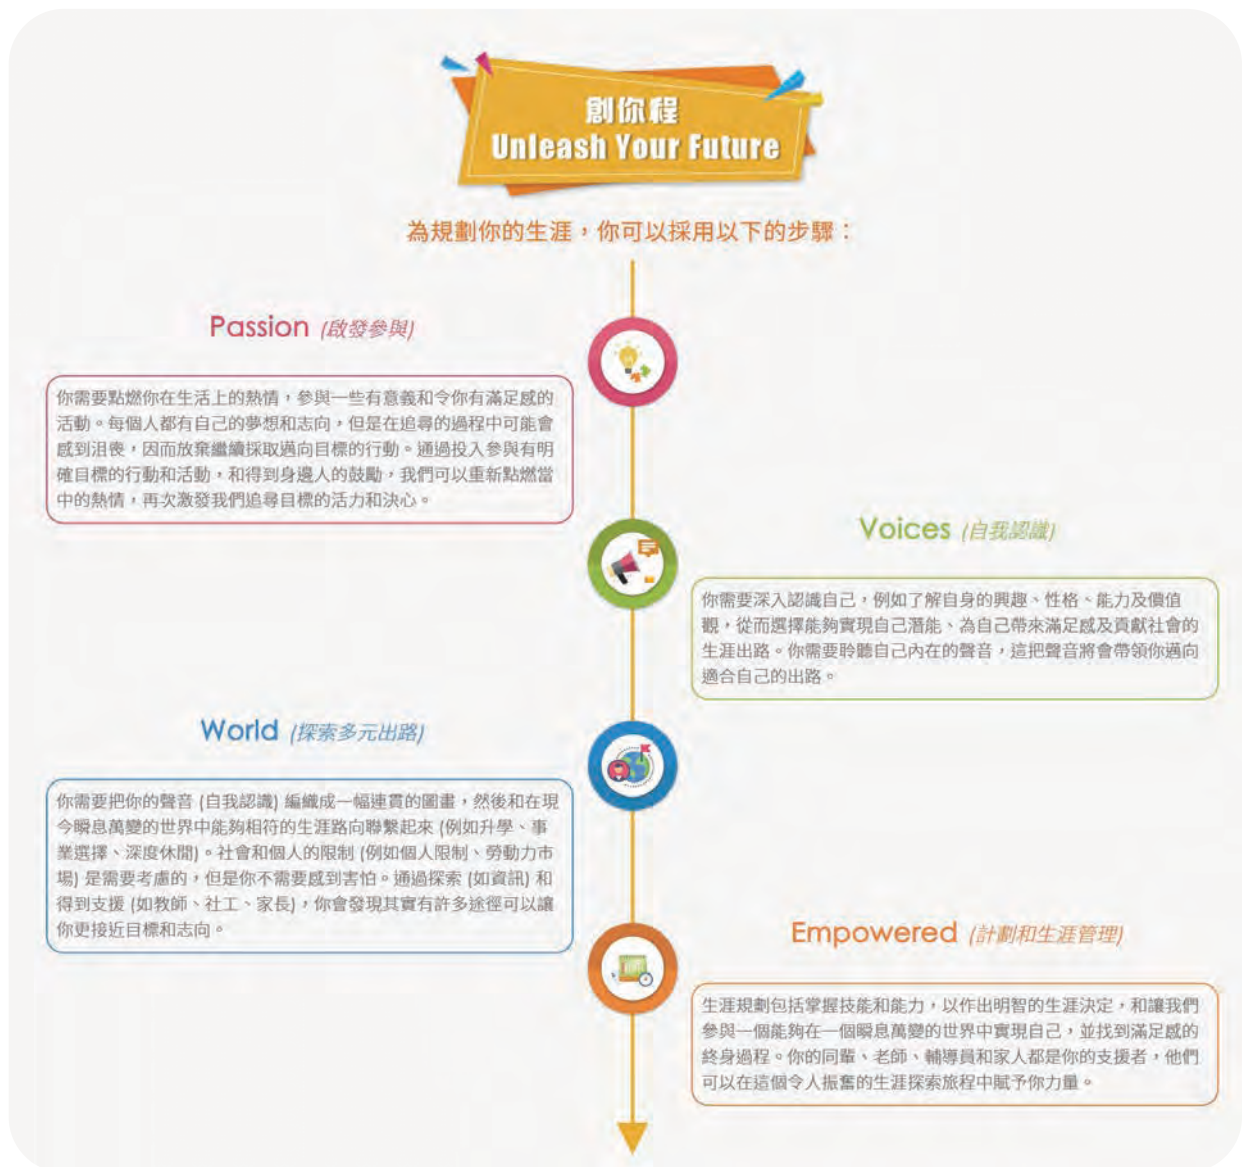 創你程
Unleash Your Future
為規劃你的生涯，你可以採用以下的步驟：
Passion (啟發參與)
你需要點燃你在生活上的熱情，參與一些有意義和令你有滿足感的
活動。每個人都有自己的夢想和志向，但是在追尋的過程中可能會
感到沮喪，因而放棄繼續採取邁向目標的行動。通過投入參與有明
確目標的行動和活動，和得到身邊人的鼓勵，我們可以重新點燃當
中的熱情，再次激發我們追尋目標的活力和決心。
Voices (自我認識)
你需要深入認識自己，例如了解自身的興趣、性格、能力及價值
觀，從而選擇能夠實現自己潛能、為自己帶來滿足感及貢獻社會的
生涯出路。你需要聆聽自己內在的聲音，這把聲音將會帶領你邁向
適合自己的出路。
World (探索多元出路)
你需要把你的聲音 (自我認識) 編織成一幅連貫的圖畫，然後和在現
今瞬息萬變的世界中能夠相符的生涯路向聯繫起來 (例如升學、事
業選擇、深度休閒)。社會和個人的限制 (例如個人限制、勞動力市
場) 是需要考慮的，但是你不需要感到害怕。通過探索 (如資訊) 和
得到支援 (如教師、社工、家長)，你會發現其實有許多途徑可以讓
你更接近目標和志向。
Empowered (計劃和生涯管理)
生涯規劃包括掌握技能和能力，以作出明智的生涯決定，和讓我們
參與一個能夠在一個瞬息萬變的世界中實現自己，並找到滿足感的
終身過程。你的同輩、老師、輔導員和家人都是你的支援者，他們
可以在這個令人振奮的生涯探索旅程中賦予你力量。